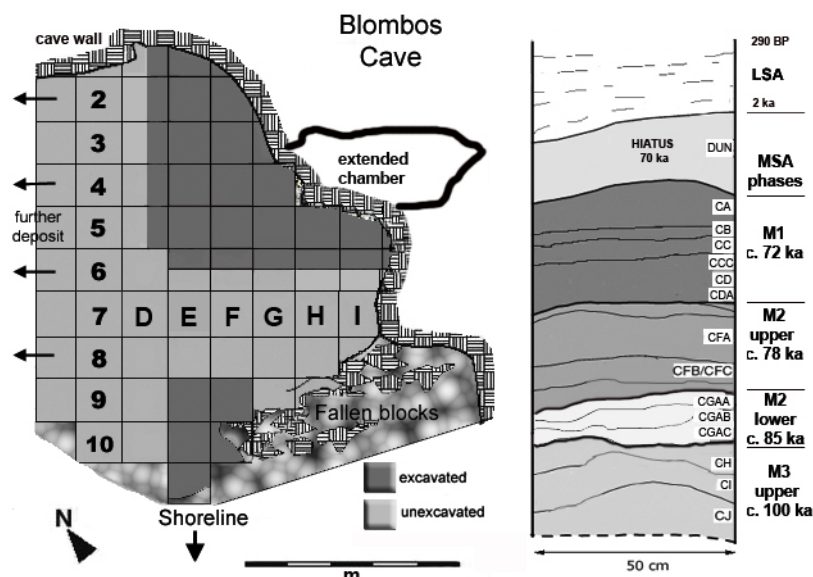 Blombos
Cave
cave wall
2
3
4
5
6
7
8
9
10
D E F G H I
further
deposit
extended
chamber
Fallen blocks
excavated
unexcavated
N
Shoreline
m
290 BP
LSA
2 ka
HIATUS
70 ka
DUN
MSA
phases
CA
CB
CC
CCC
CD
CDA
M1
c. 72 ka
CFA
CFB/CFC
M2
upper
c. 78 ka
CGAA
CGAB
CGAC
M2
lower
c. 85 ka
CH
CI
CJ
M3
upper
c. 100 ka
50 cm